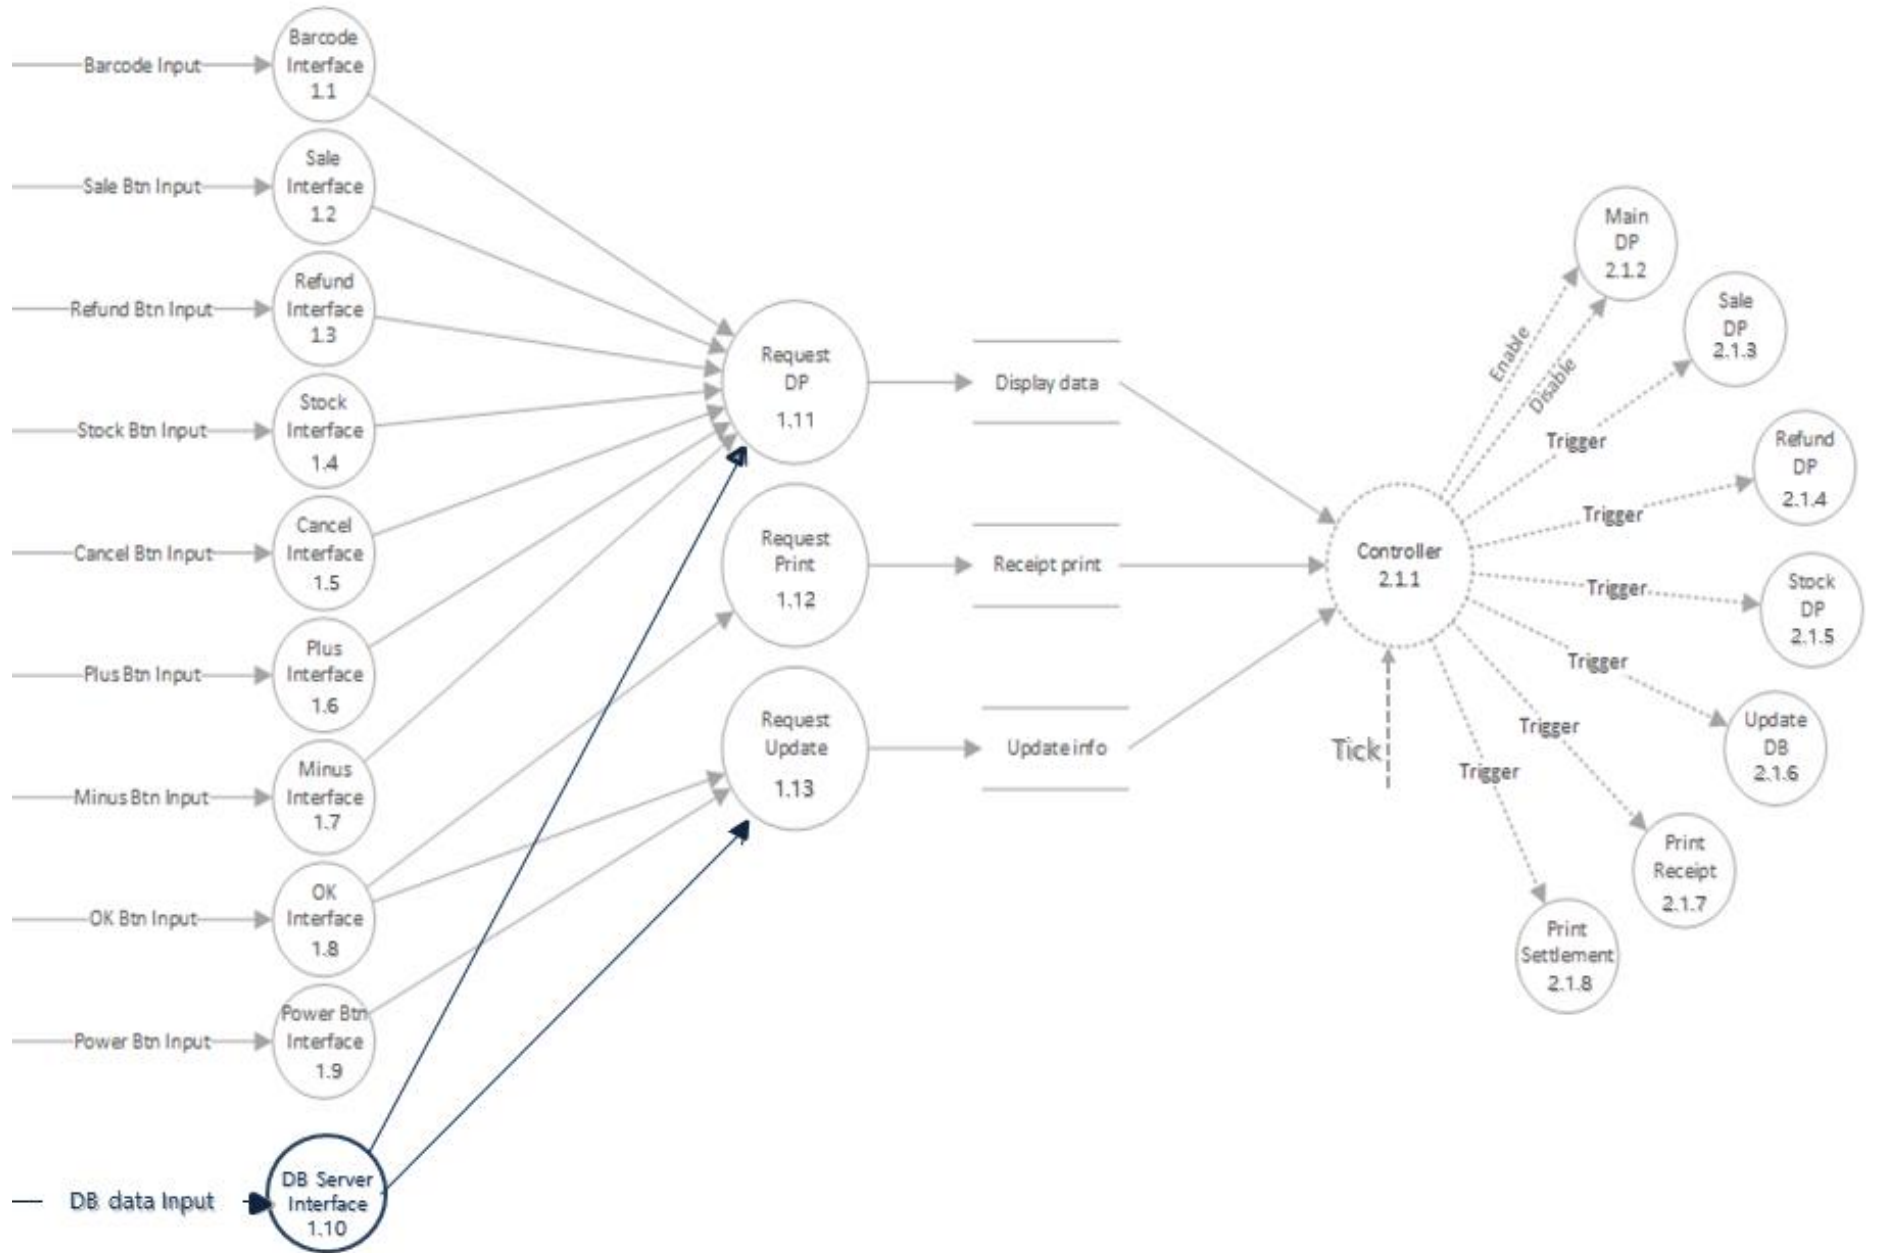 Barcode Input
Barcode
Interface
1.1
Sale Btn Input
Sale
Interface
1.2
Refund Btn Input
Refund
Interface
1.3
Stock Btn Input
Stock
Interface
1.4
Cancel Btn Input
Cancel
Interface
1.5
Plus Btn Input
Plus
Interface
1.6
Minus Btn Input
Minus
Interface
1.7
OK Btn Input
OK
Interface
1.8
Power Btn Input
Power Btn
Interface
1.9
DB data Input
DB Server
Interface
1.10
Request
DP
1.11
Request
Print
1.12
Request
Update
1.13
Display data
Receipt print
Update info
Controller
2.1.1
Tick
Enable
Disable
Trigger
Trigger
Trigger
Trigger
Trigger
Trigger
Main
DP
2.1.2
Sale
DP
2.1.3
Refund
DP
2.1.4
Stock
DP
2.1.5
Update
DB
2.1.6
Print
Receipt
2.1.7
Print
Settlement
2.1.8